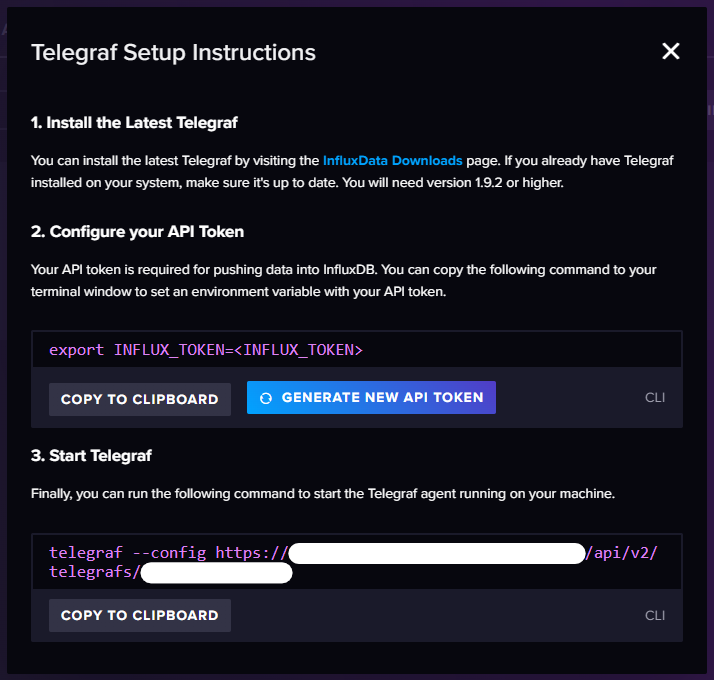 Telegraf Setup Instructions
1. Install the Latest Telegraf
You can install the latest Telegraf by visiting the InfluxData Downloads page. If you already have Telegraf
installed on your system, make sure it's up to date. You will need version 1.9.2 or higher.
2. Configure your API Token
Your API token is required for pushing data into InfluxDB. You can copy the following command to your
terminal window to set an environment variable with your API token.
export INFLUX_TOKEN=<INFLUX_TOKEN>
COPY TO CLIPBOARD GENERATE NEW API TOKEN CLI
3. Start Telegraf
Finally, you can run the following command to start the Telegraf agent running on your machine.
telegraf --config https:// /api/v2/
telegrafs/
COPY TO CLIPBOARD CLI